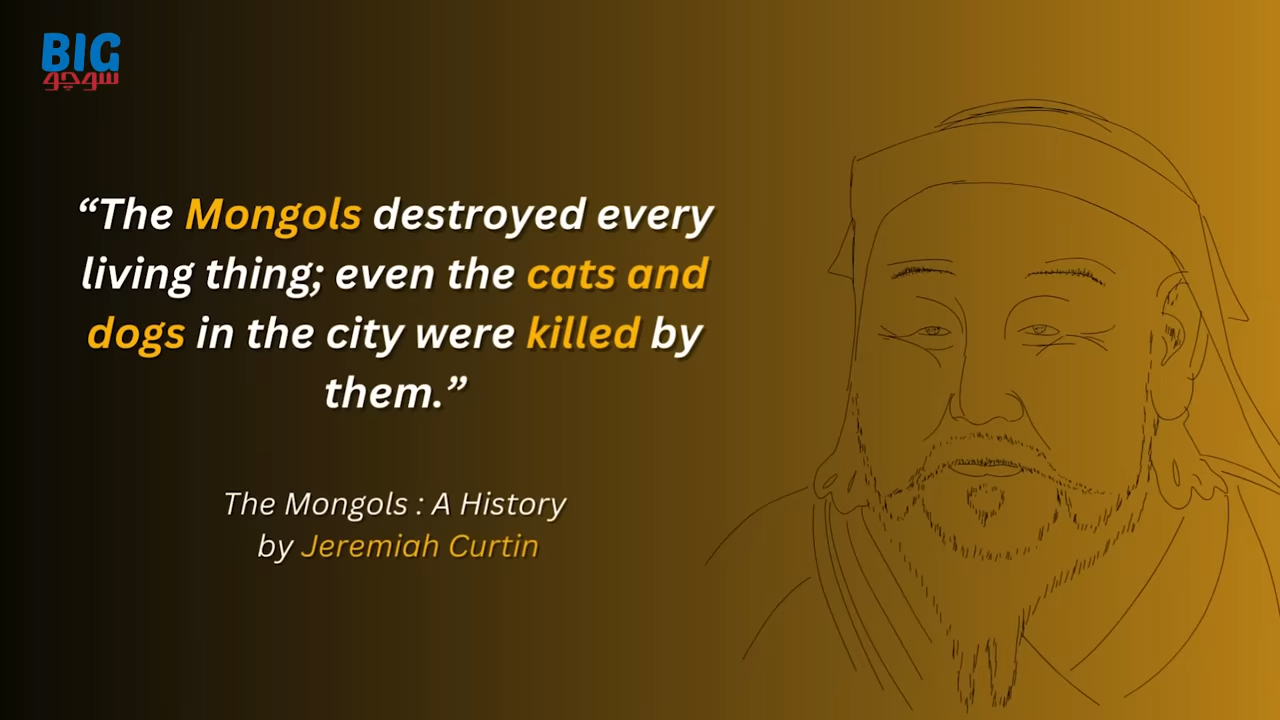 BIG
سوچو
“The Mongols destroyed every
living thing; even the cats and
dogs in the city were killed by
them.”
The Mongols : A History
by Jeremiah Curtin